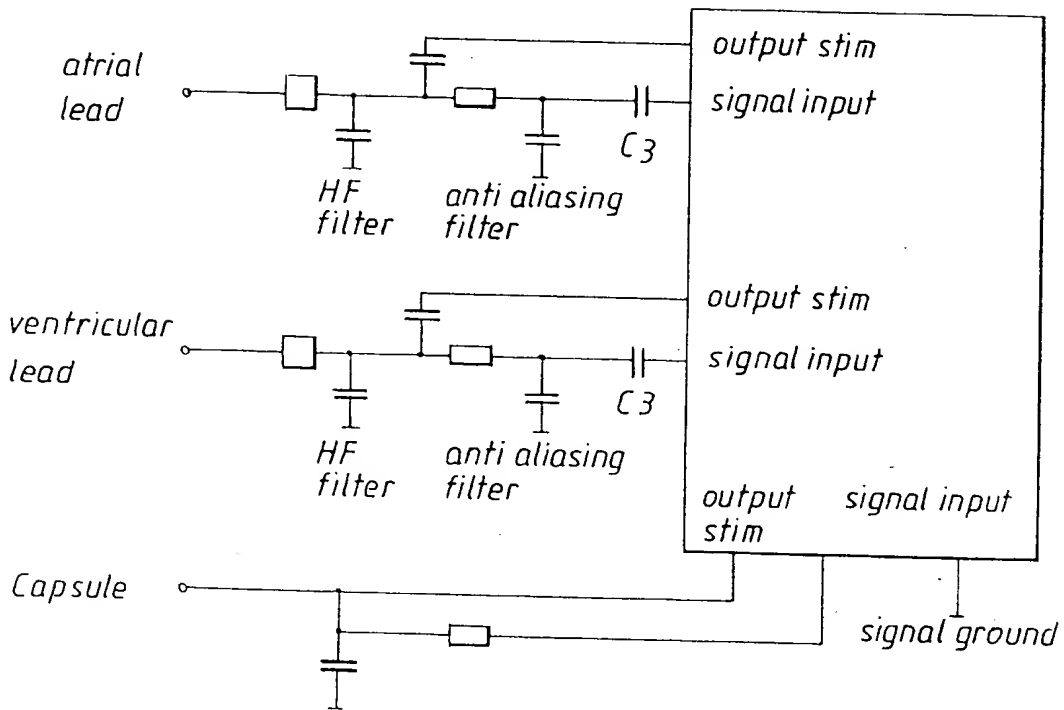 output stim
atrial
lead
signal input
C3
HF
filter
anti aliasing
filter
output stim
ventricular
lead
signal input
C3
HF
filter
anti aliasing
filter
output
stim
signal input
Capsule
signal ground